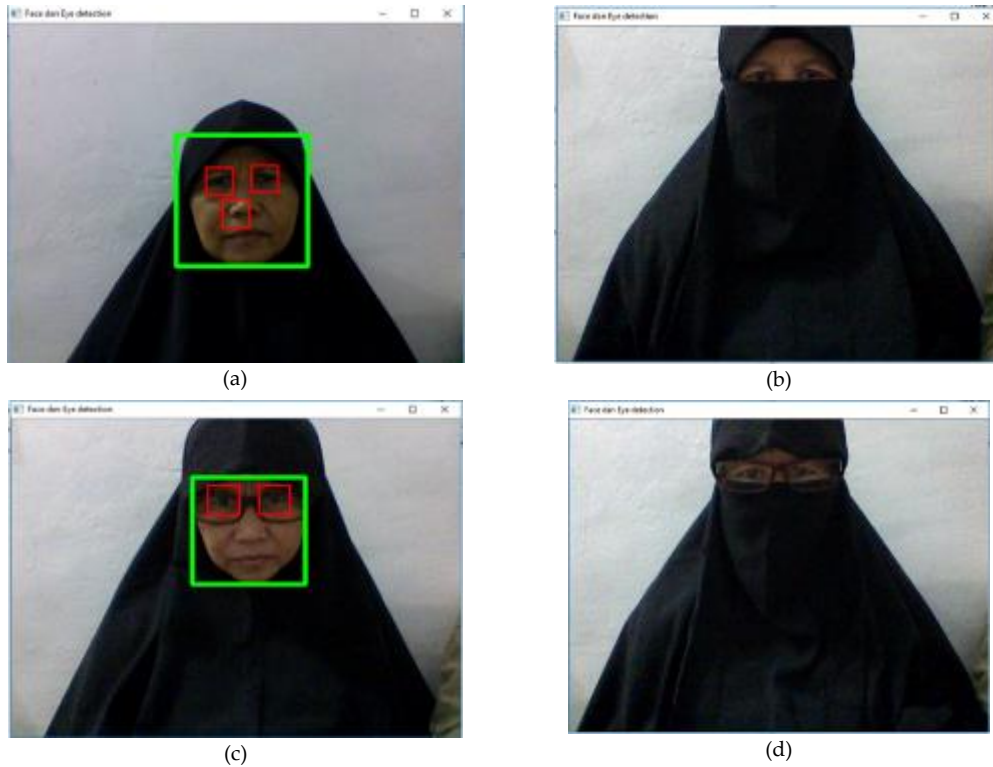 Face dan Eye detection
Face dan Eye detection
(a)
(b)
Face dan Eye detection
Face dan Eye detection
(c)
(d)